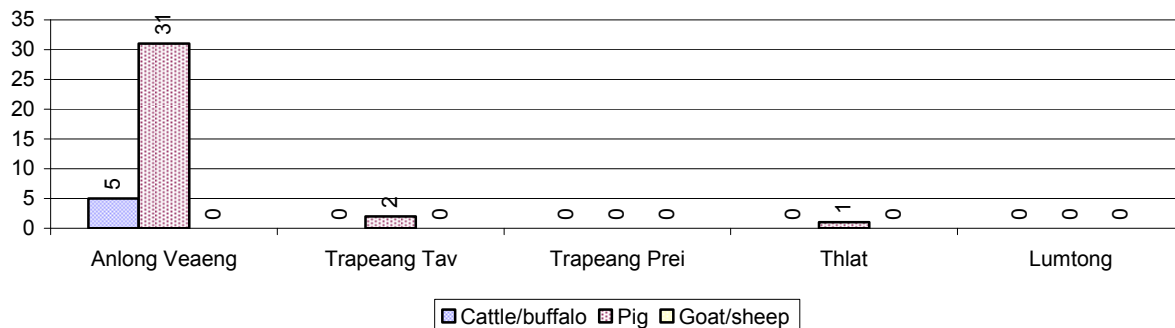 35
30
25
20
15
10
5
0
5 31 0 0 2 0 0 0 0 0 1 0 0 0 0
Anlong Veaeng Trapeang Tav Trapeang Prei Thlat Lumtong
Cattle/buffalo Pig Goat/sheep